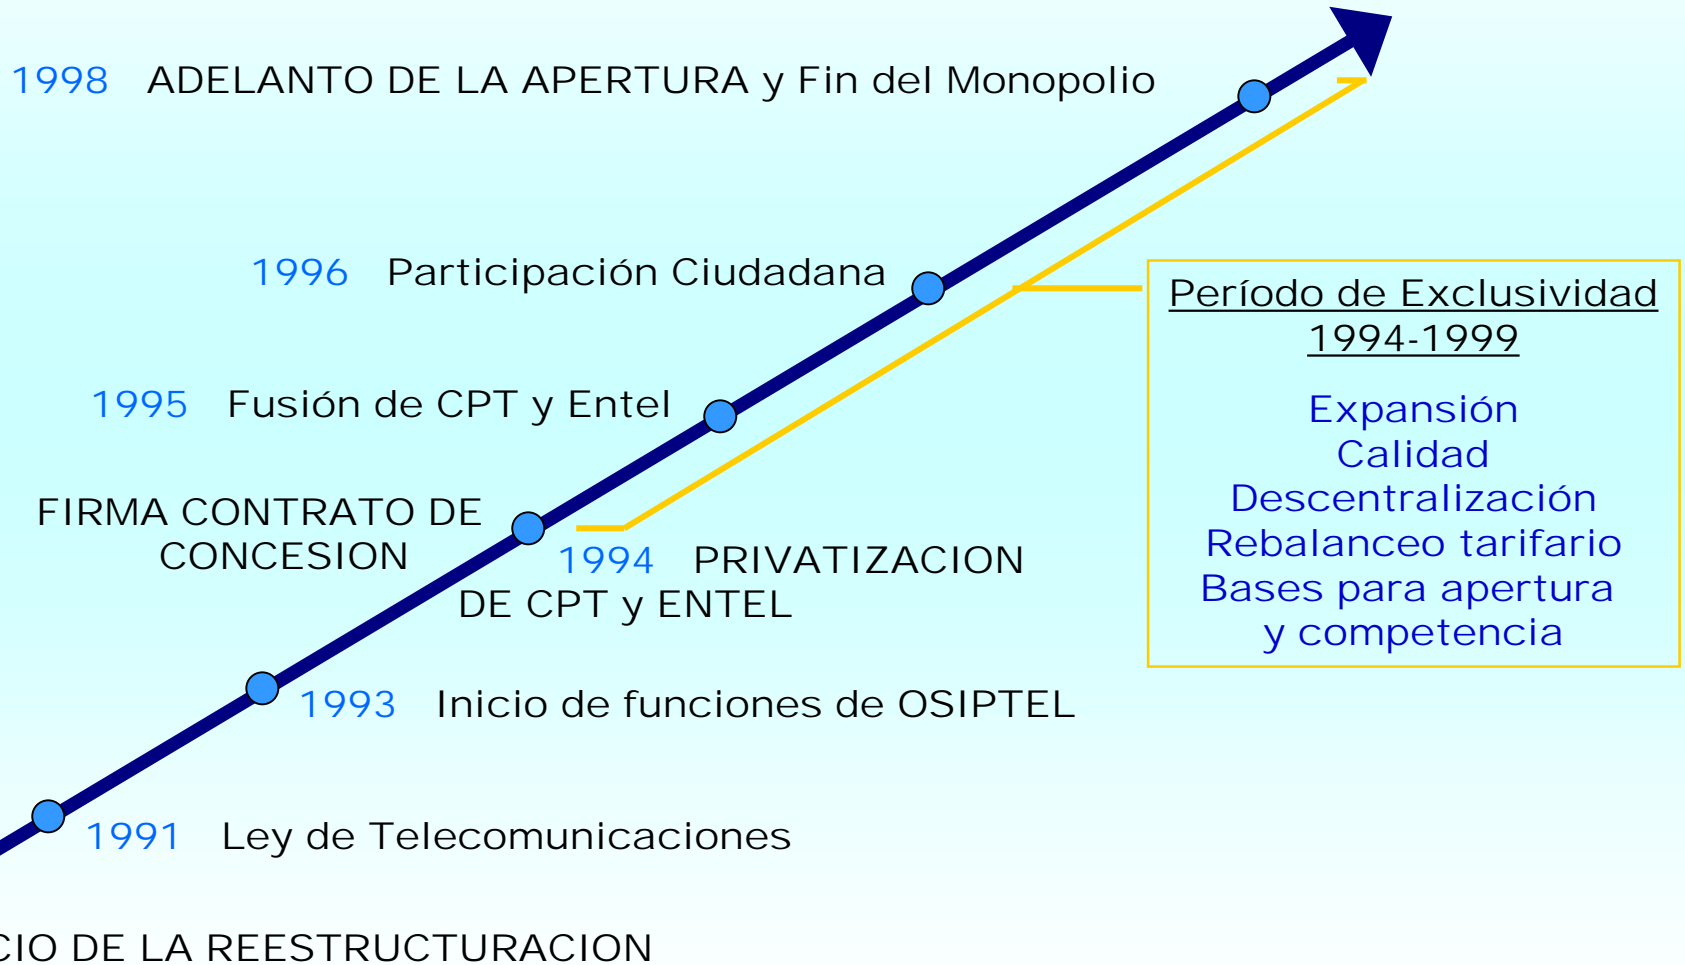 1998 ADELANTO DE LA APERTURA y Fin del Monopolio
1996 Participación Ciudadana
Período de Exclusividad
1994-1999
Expansión
Calidad
Descentralización
Rebalanceo tarifario
Bases para apertura
y competencia
1995 Fusión de CPT y Entel
FIRMA CONTRATO DE
CONCESION
1994 PRIVATIZACION
DE CPT y ENTEL
1993 Inicio de funciones de OSIPTEL
1991 Ley de Telecomunicaciones
DE LA REESTRUCTURACION